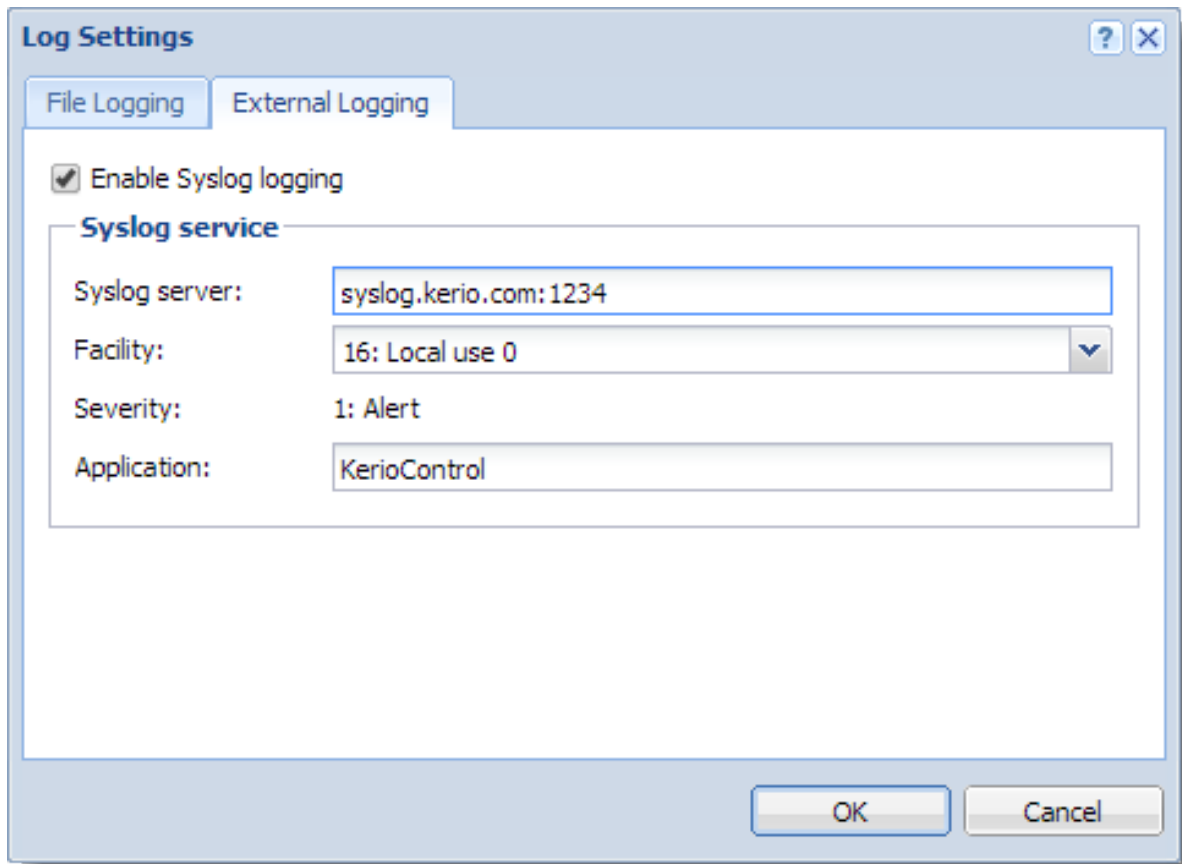 Log Settings
File Logging External Logging
Enable Syslog logging
Syslog service
Syslog server: syslog.kerio.com:1234
Facility: 16: Local use 0
Severity: 1: Alert
Application: KerioControl
OK Cancel